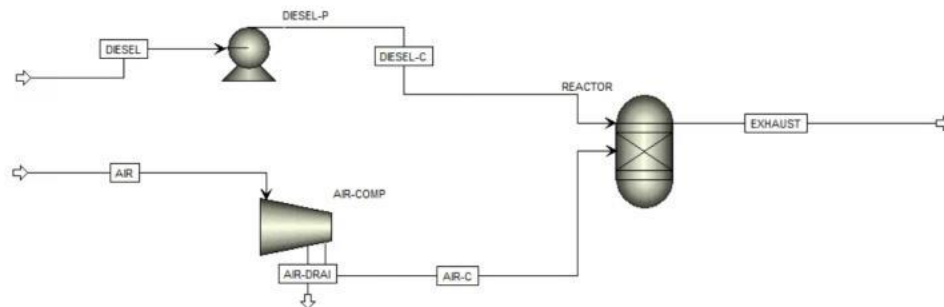 DIESEL-P
DIESEL
DIESEL-C
REACTOR
EXHAUST
AIR
AIR-COMP
AIR-DRAI
AIR-C